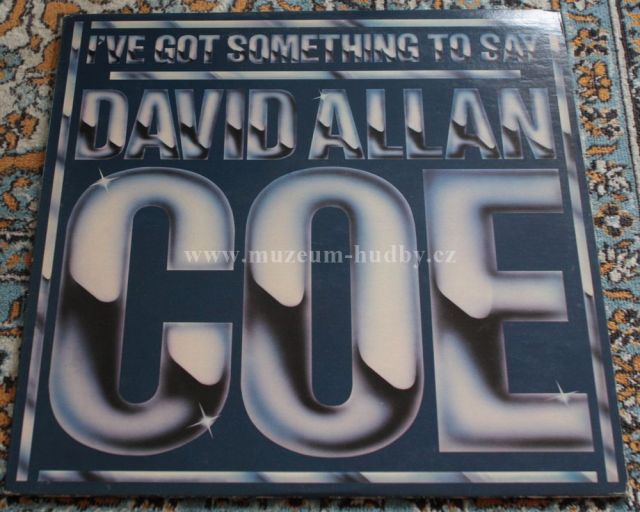 I'VE GOT SOMETHING TO SAY
DAVID ALLAN
COE
www.muzeum-hudby.cz